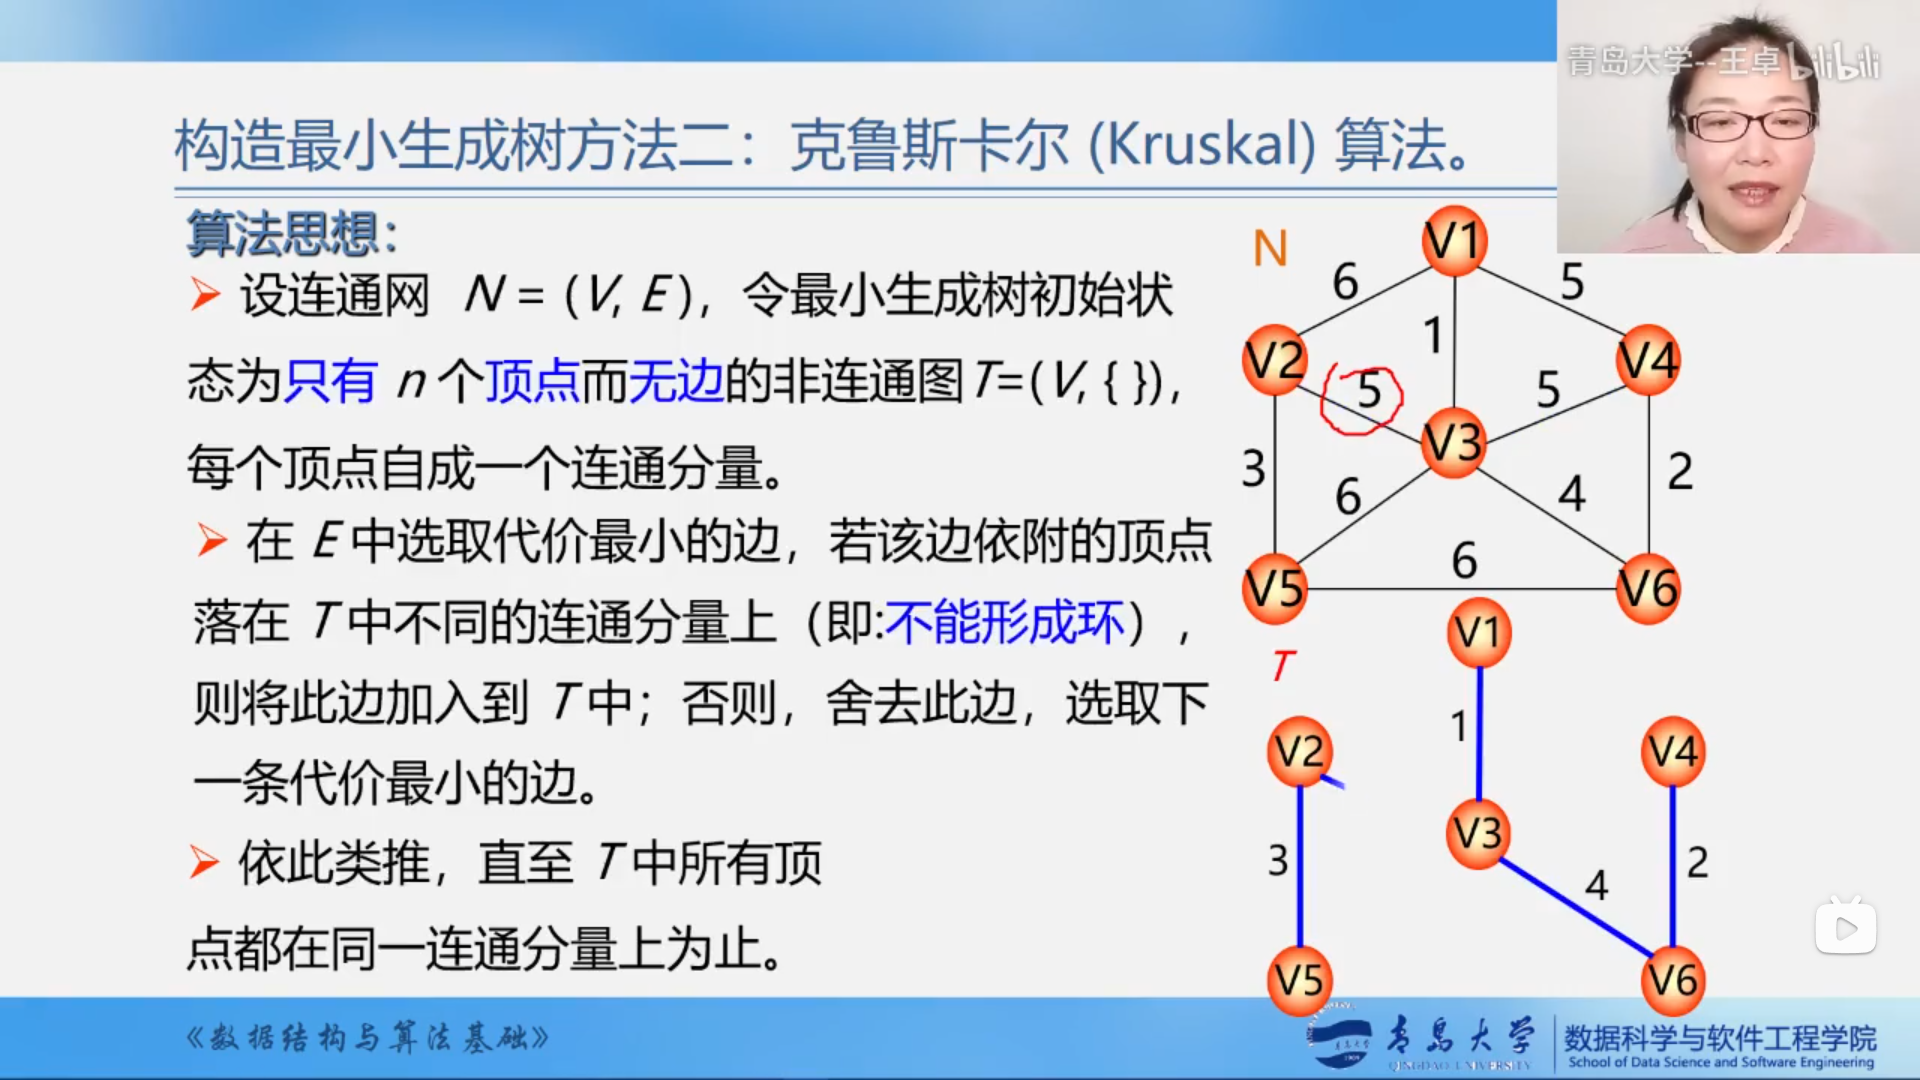 青岛大学--王卓 bilibili
构造最小生成树方法二：克鲁斯卡尔 (Kruskal) 算法。
算法思想：
➢ 设连通网 N = (V, E )，令最小生成树初始状
态为只有 n 个顶点而无边的非连通图 T=(V, { })，
每个顶点自成一个连通分量。
➢ 在 E 中选取代价最小的边，若该边依附的顶点
落在 T 中不同的连通分量上（即:不能形成环），
则将此边加入到 T 中；否则，舍去此边，选取下
一条代价最小的边。
➢ 依此类推，直至 T 中所有顶
点都在同一连通分量上为止。
N
V1
6
5
1
V2
V4
5
5
V3
3
2
6
4
6
V5
V6
T
V1
1
V2
V4
V3
3
4
2
V5
V6
《数据结构与算法基础》
青岛大学
QINGDAO UNIVERSITY
数据科学与软件工程学院
School of Data Science and Software Engineering